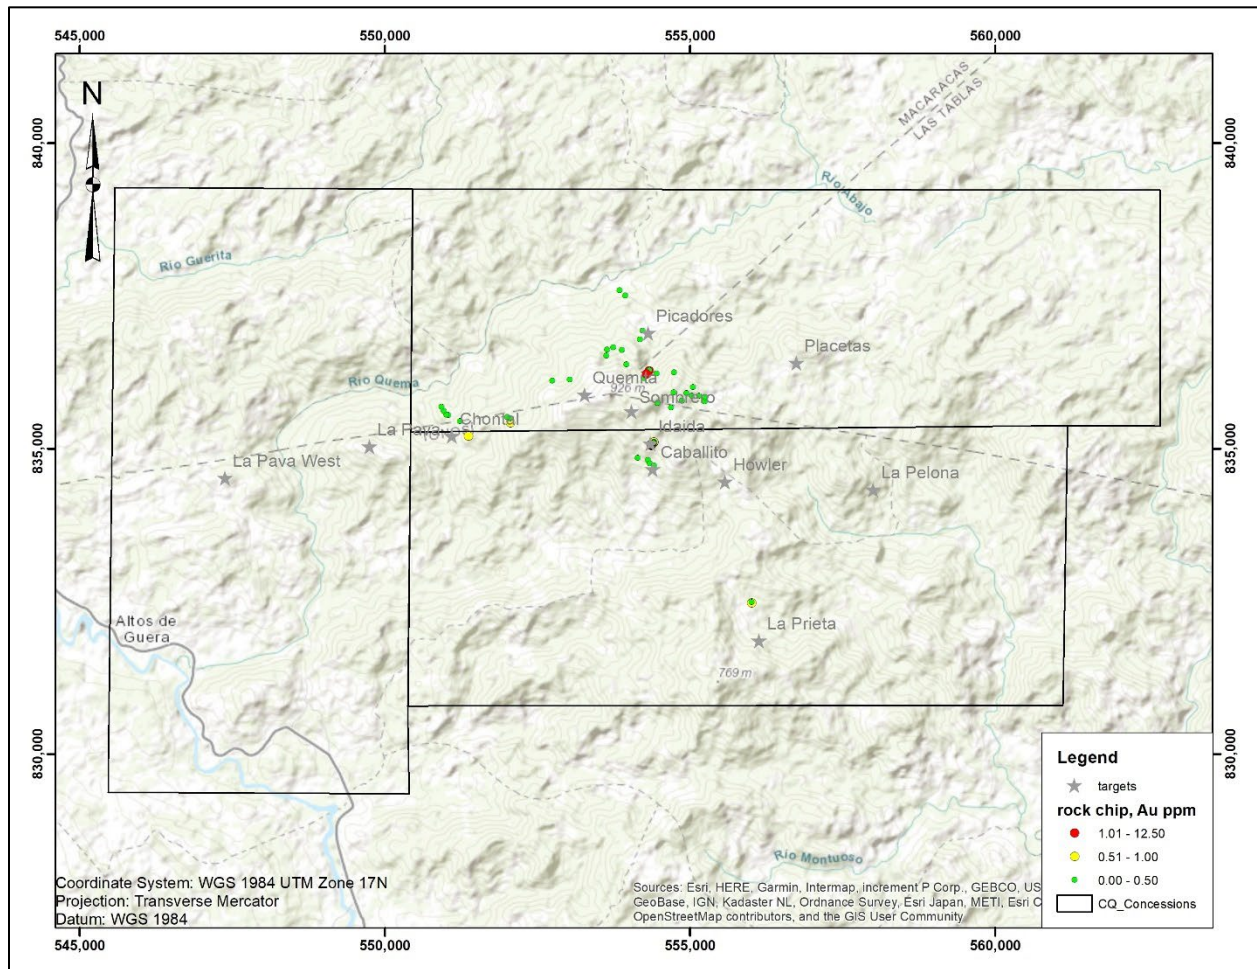 545,000 550,000 555,000 560,000
N
MACARACAS
LAS TABLAS
840,000 840,000
Río Abajo
Río Guerita
Picadores
Placetas
Río Quema
Quemita
926 m
Sombrero
Chontal
Idaida
La Pava
835,000 835,000
La Pava West
Caballito
Howler
La Pelona
Altos de
Guera
La Prieta
769 m
830,000 830,000
Legend
targets
rock chip, Au ppm
1.01 - 12.50
0.51 - 1.00
0.00 - 0.50
CQ_Concessions
Río Montuoso
Coordinate System: WGS 1984 UTM Zone 17N
Projection: Transverse Mercator
Datum: WGS 1984
Sources: Esri, HERE, Garmin, Intermap, increment P Corp., GEBCO, US
GeoBase, IGN, Kadaster NL, Ordnance Survey, Esri Japan, METI, Esri C
OpenStreetMap contributors, and the GIS User Community
545,000 550,000 555,000 560,000